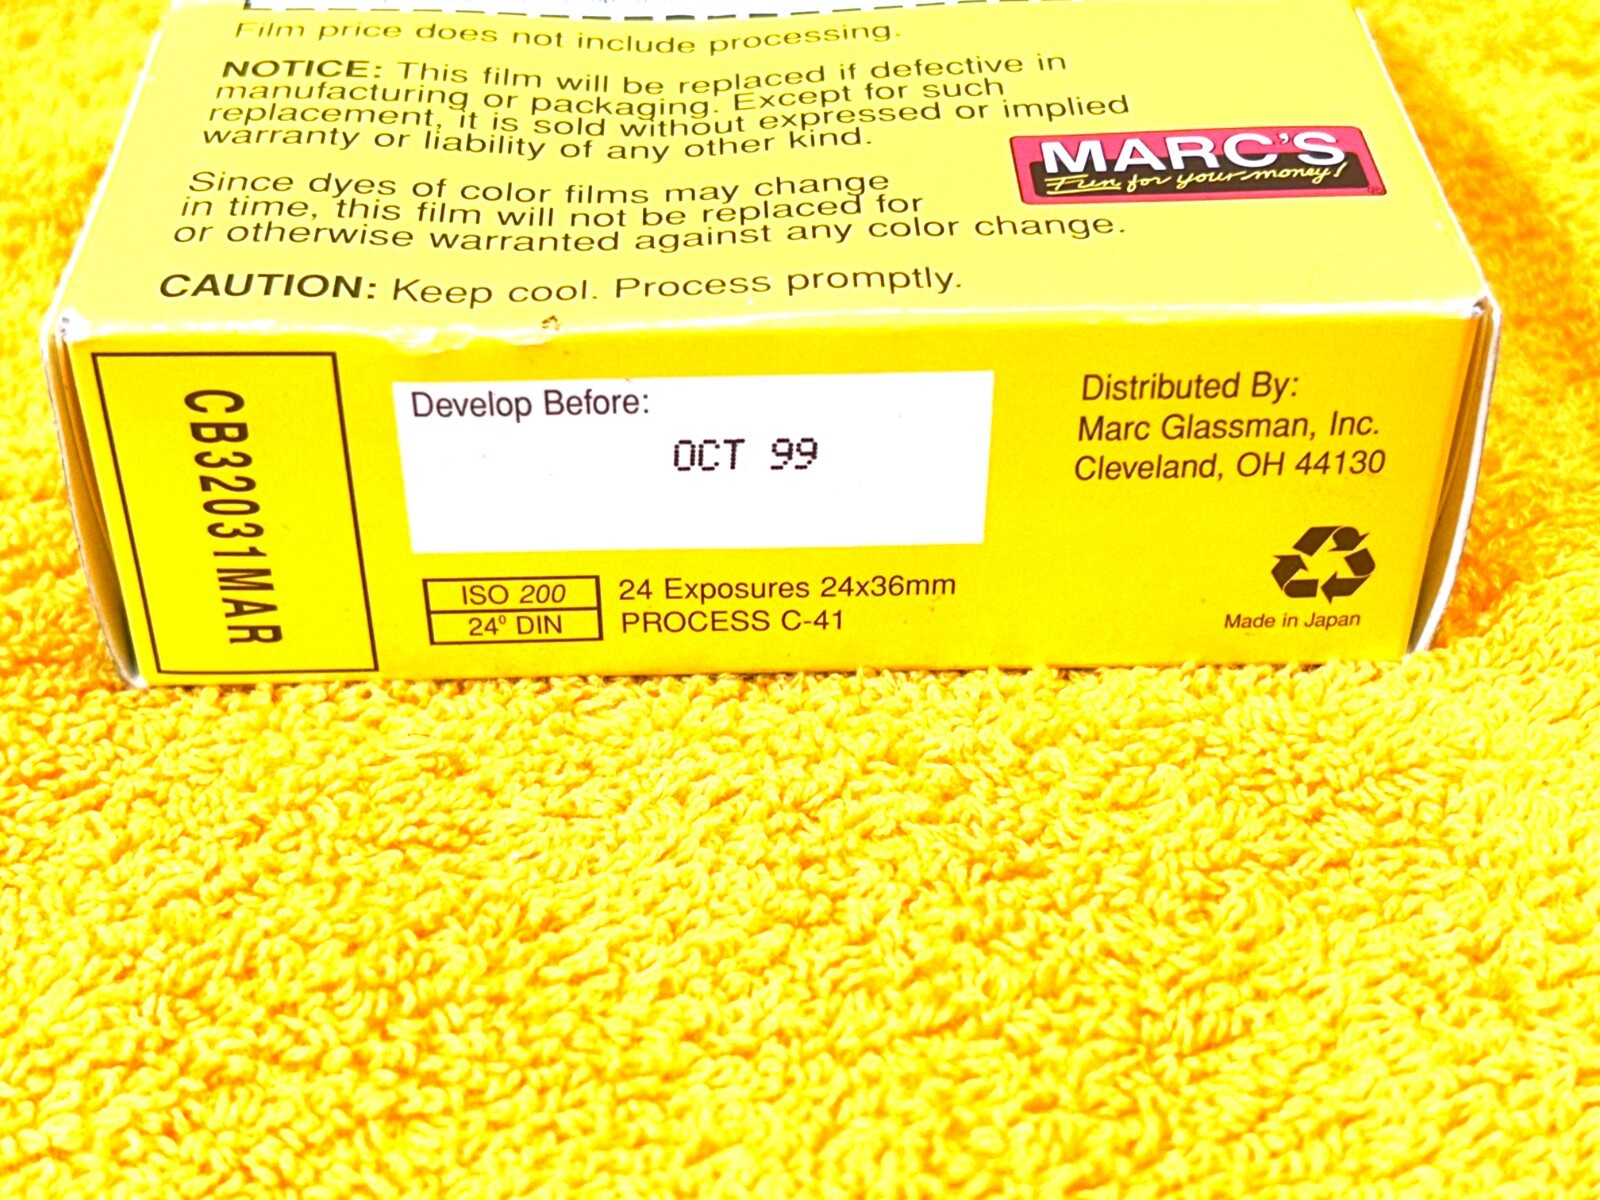 Film price does not include processing.
NOTICE: This film will be replaced if defective in
manufacturing or packaging. Except for such
replacement, it is sold without expressed or implied
warranty or liability of any other kind.
MARC'S
Fun for your money!
Since dyes of color films may change
in time, this film will not be replaced for
or otherwise warranted against any color change.
CAUTION: Keep cool. Process promptly.
CB32031MAR
Develop Before:
OCT 99
ISO 200
24° DIN
24 Exposures 24x36mm
PROCESS C-41
Distributed By:
Marc Glassman, Inc.
Cleveland, OH 44130
Made in Japan